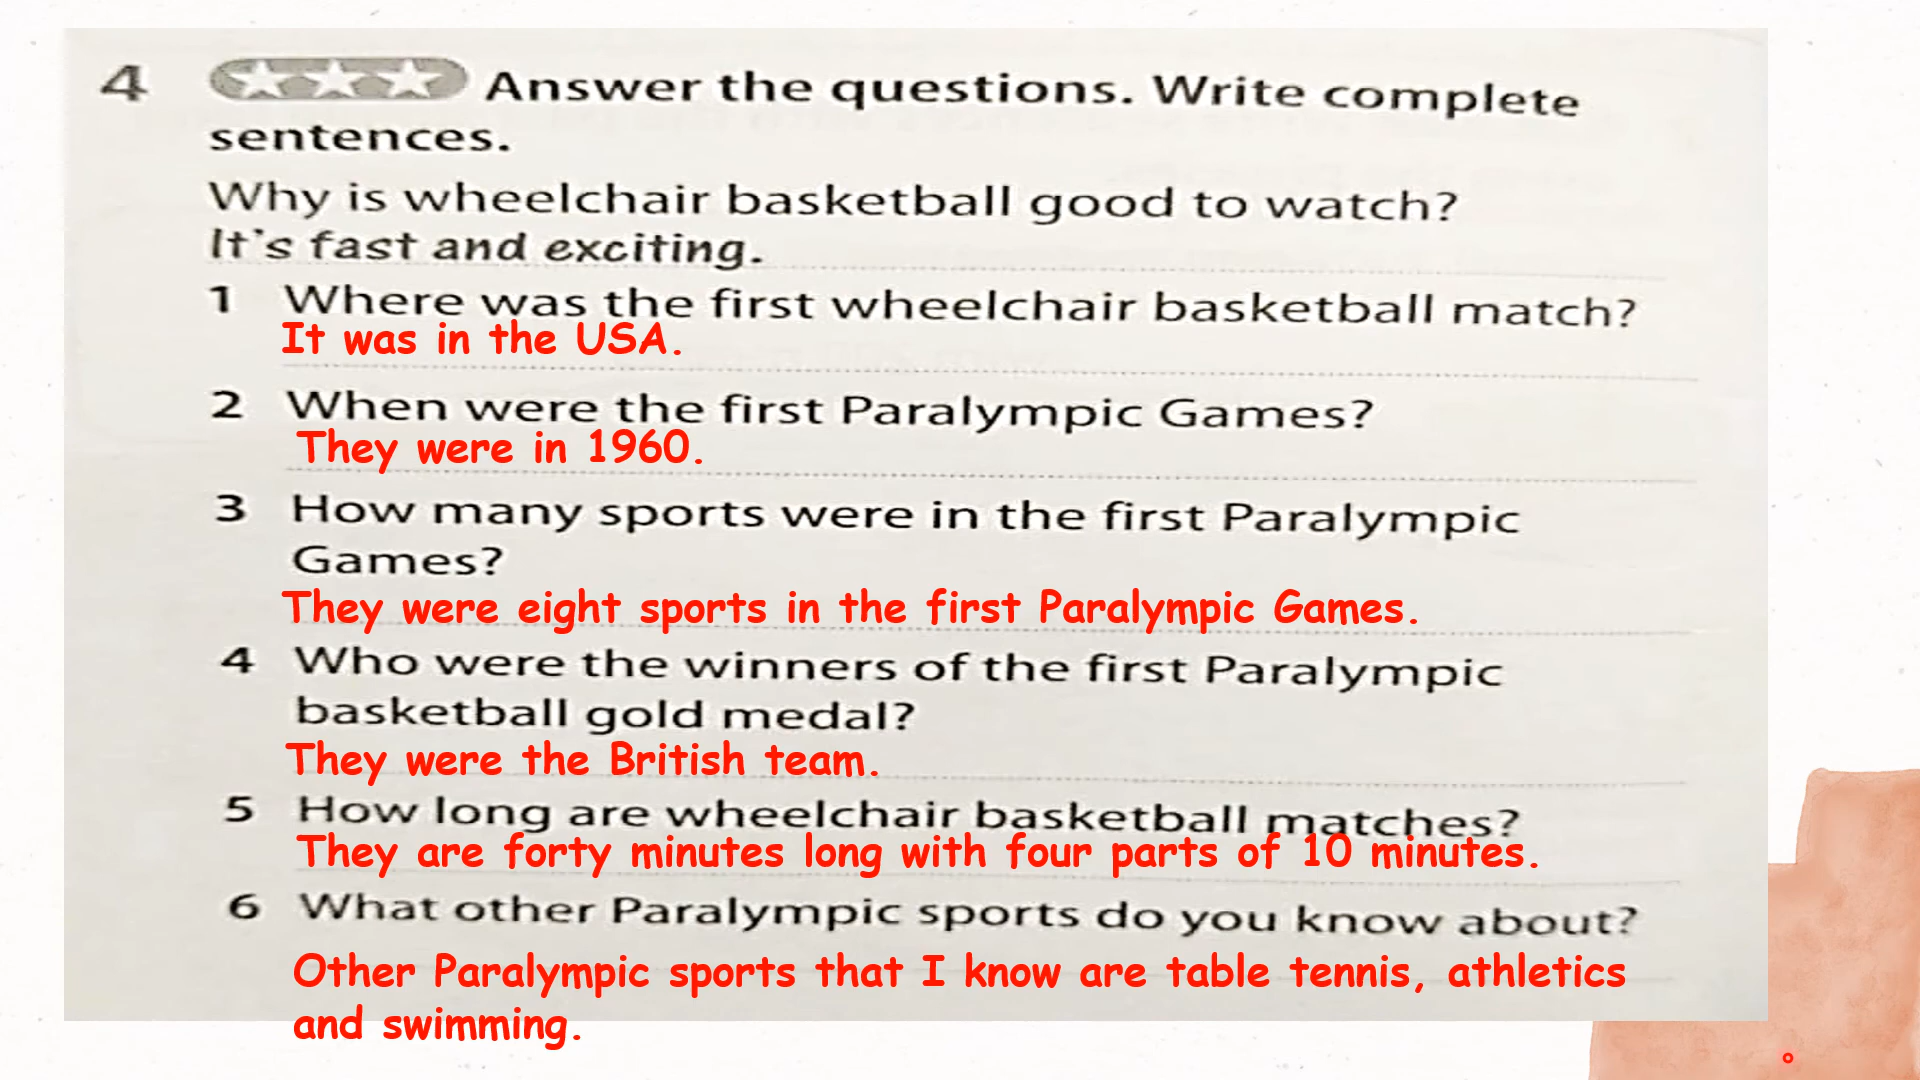 4 Answer the questions. Write complete
sentences.
Why is wheelchair basketball good to watch?
It's fast and exciting.
1 Where was the first wheelchair basketball match?
It was in the USA.
2 When were the first Paralympic Games?
They were in 1960.
3 How many sports were in the first Paralympic
Games?
They were eight sports in the first Paralympic Games.
4 Who were the winners of the first Paralympic
basketball gold medal?
They were the British team.
5 How long are wheelchair basketball matches?
They are forty minutes long with four parts of 10 minutes.
6 What other Paralympic sports do you know about?
Other Paralympic sports that I know are table tennis, athletics
and swimming.